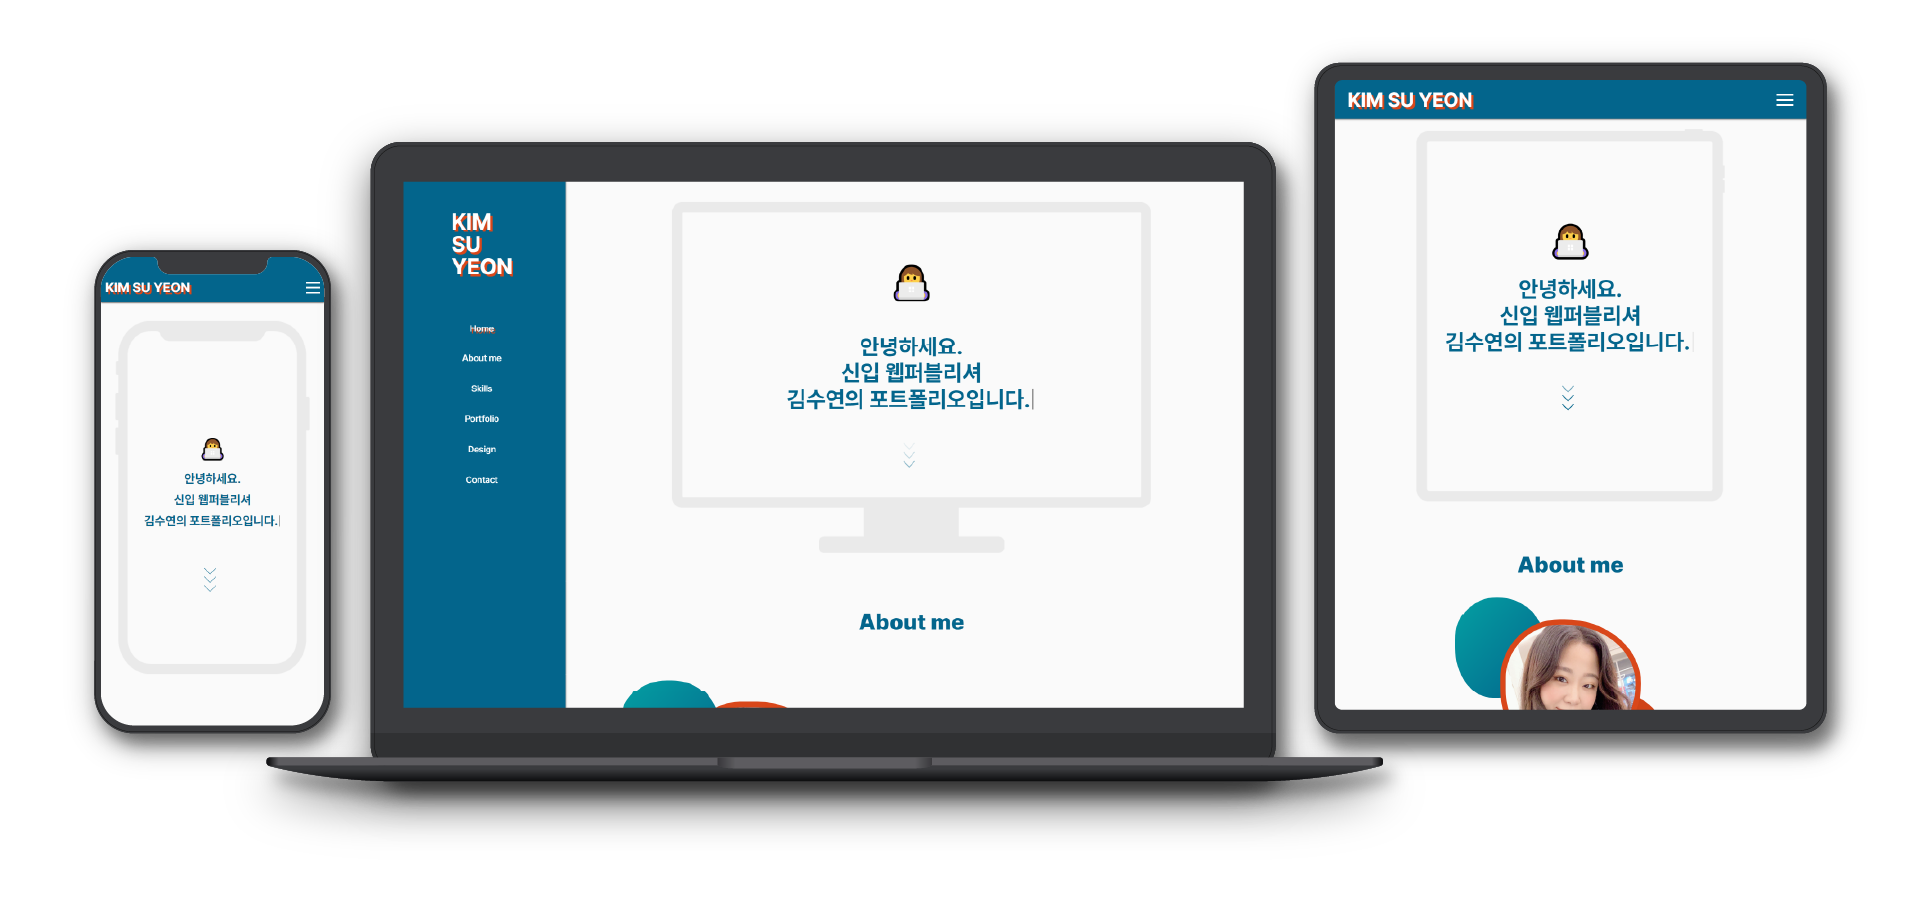 KIM SU YEON
안녕하세요.
신입 웹퍼블리셔
김수연의 포트폴리오입니다.
KIM
SU
YEON
Home
About me
Skills
Portfolio
Design
Contact
안녕하세요.
신입 웹퍼블리셔
김수연의 포트폴리오입니다.
About me
KIM SU YEON
안녕하세요.
신입 웹퍼블리셔
김수연의 포트폴리오입니다.
About me